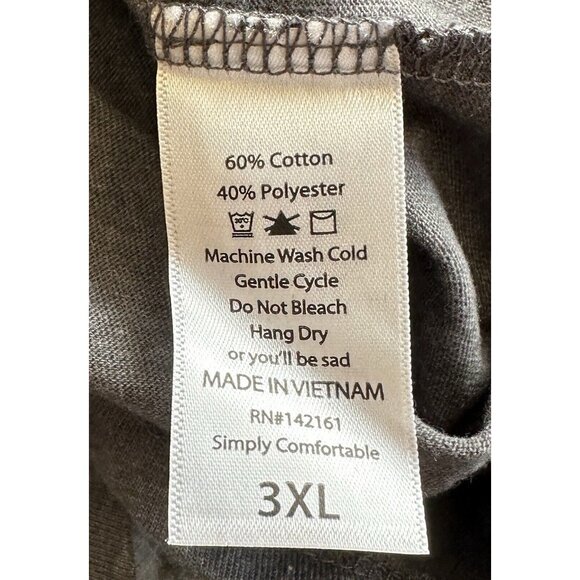 60% Cotton
40% Polyester
30°C
Machine Wash Cold
Gentle Cycle
Do Not Bleach
Hang Dry
or you'll be sad
MADE IN VIETNAM
RN#142161
Simply Comfortable
3XL